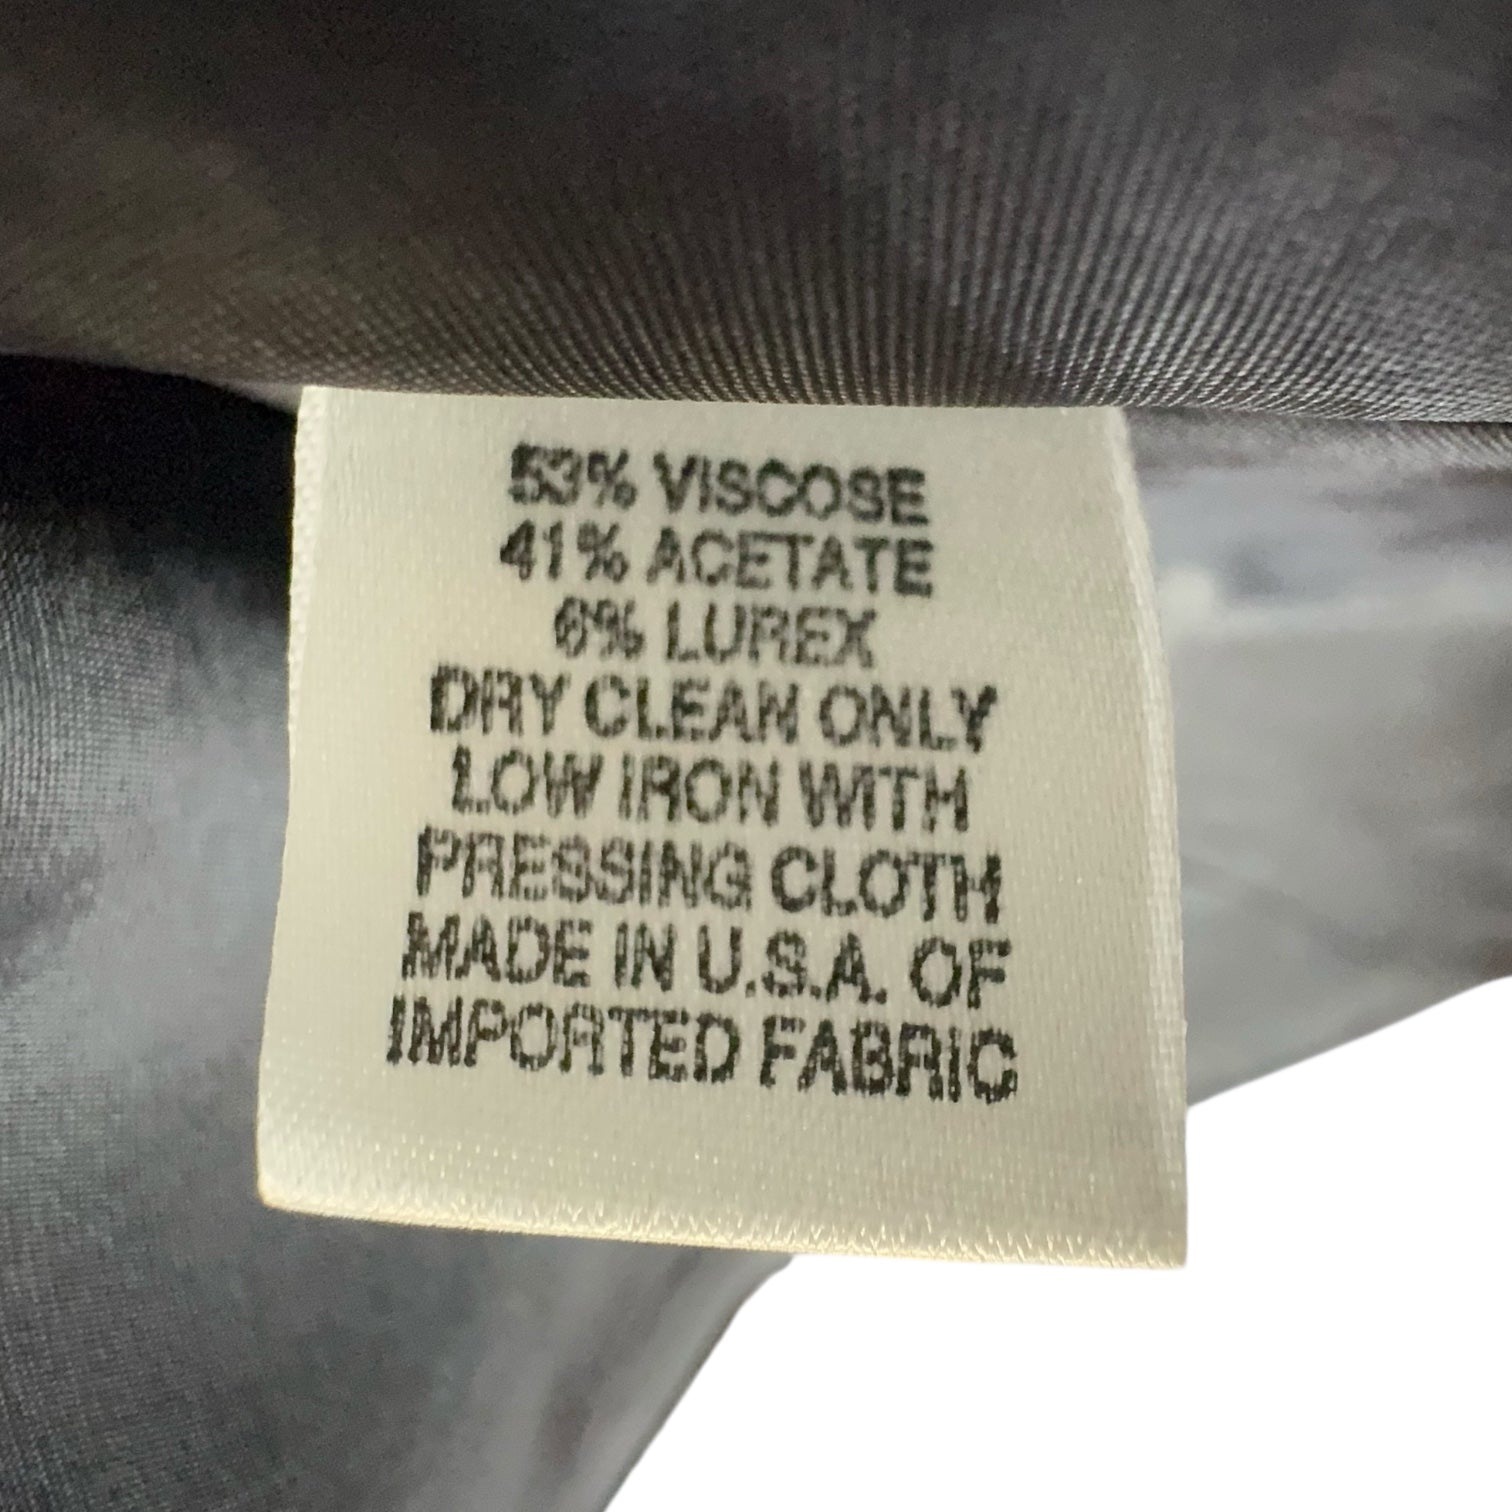 53% VISCOSE
41% ACETATE
6% LUREX
DRY CLEAN ONLY
LOW IRON WITH
PRESSING CLOTH
MADE IN U.S.A. OF
IMPORTED FABRIC